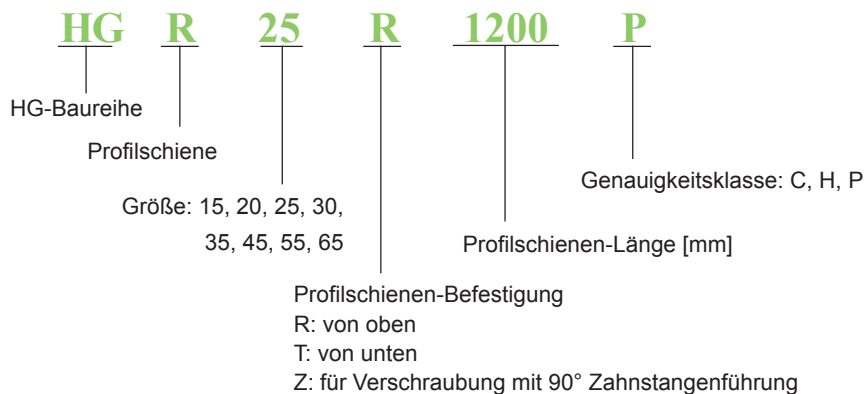 HG R 25 R 1200 P
HG-Baureihe
Profilschiene
Genauigkeitsklasse: C, H, P
Größe: 15, 20, 25, 30,
35, 45, 55, 65
Profilschienen-Länge [mm]
Profilschienen-Befestigung
R: von oben
T: von unten
Z: für Verschraubung mit 90° Zahnstangenführung